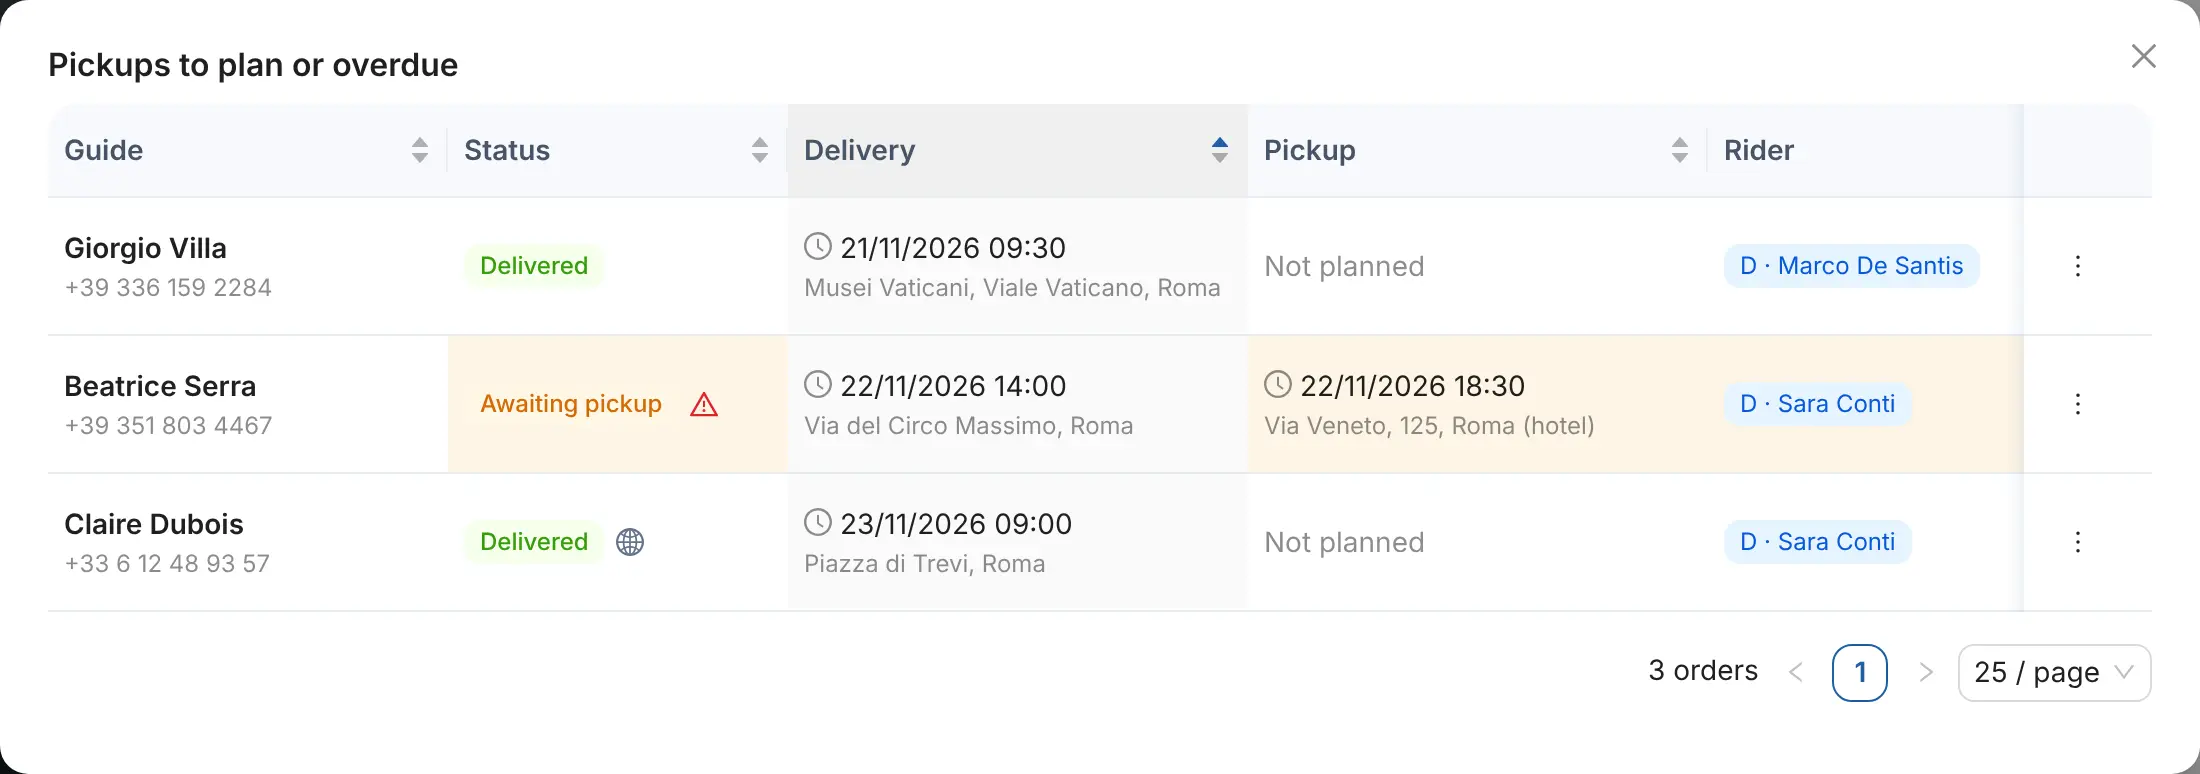 Pickups to plan or overdue
Guide Status Delivery Pickup Rider
Giorgio Villa
+39 336 159 2284
Delivered
21/11/2026 09:30
Musei Vaticani, Viale Vaticano, Roma
Not planned
D · Marco De Santis
Beatrice Serra
+39 351 803 4467
Awaiting pickup
22/11/2026 14:00
Via del Circo Massimo, Roma
22/11/2026 18:30
Via Veneto, 125, Roma (hotel)
D · Sara Conti
Claire Dubois
+33 6 12 48 93 57
Delivered
23/11/2026 09:00
Piazza di Trevi, Roma
Not planned
D · Sara Conti
3 orders < 1 > 25 / page